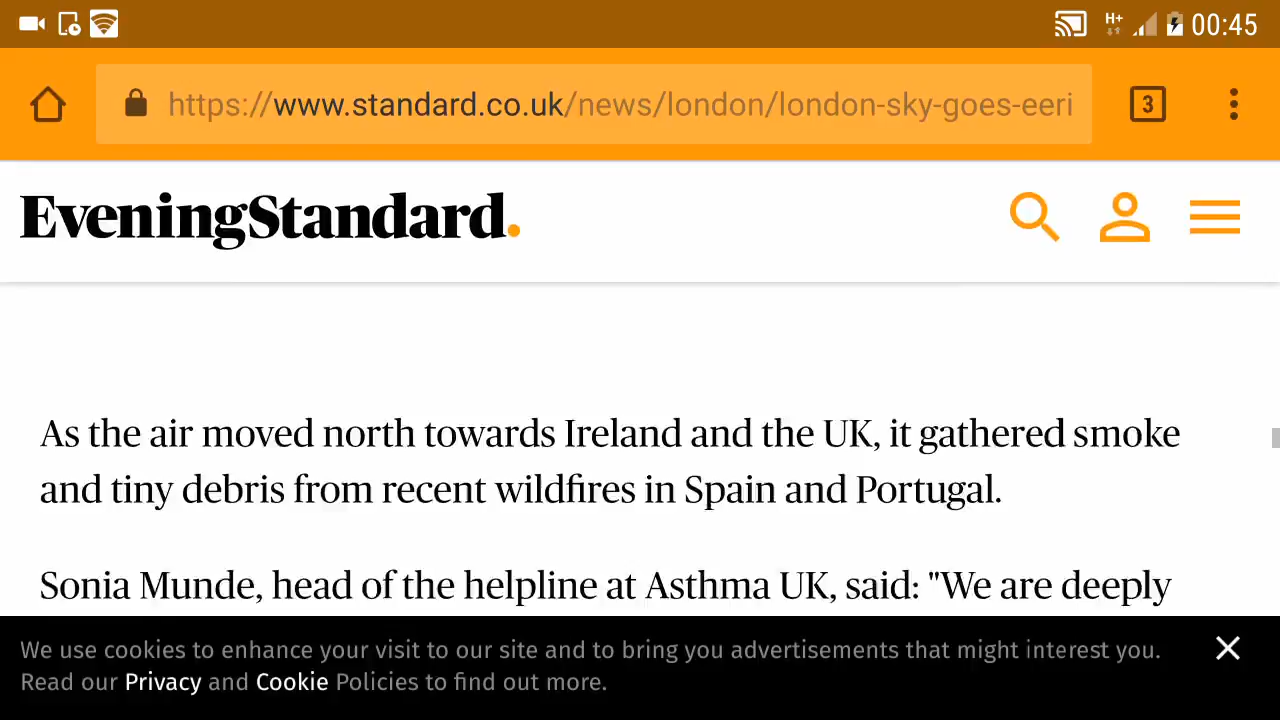 H+ 00:45
https://www.standard.co.uk/news/london/london-sky-goes-eeri
3
EveningStandard.
As the air moved north towards Ireland and the UK, it gathered smoke
and tiny debris from recent wildfires in Spain and Portugal.
Sonia Munde, head of the helpline at Asthma UK, said: "We are deeply
We use cookies to enhance your visit to our site and to bring you advertisements that might interest you.
Read our Privacy and Cookie Policies to find out more.